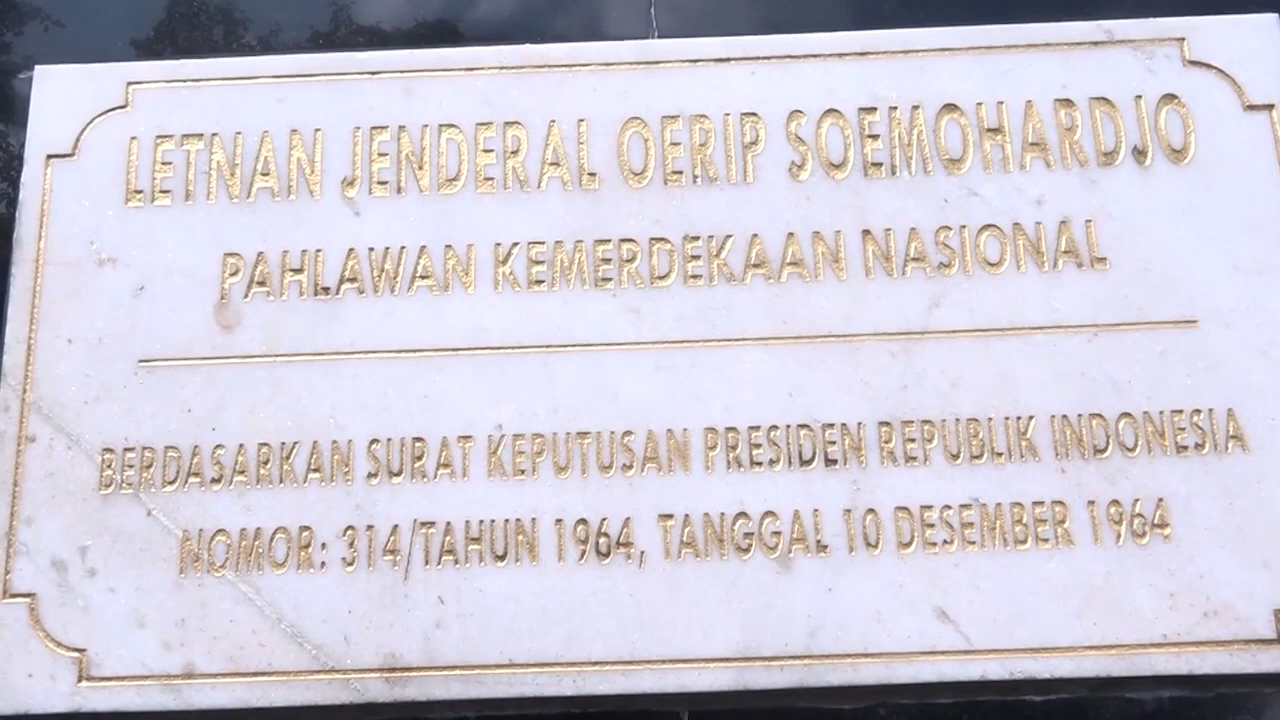 LETNAN JENDERAL OERIP SOEMOHARDJO
PAHLAWAN KEMERDEKAAN NASIONAL
BERDASARKAN SURAT KEPUTUSAN PRESIDEN REPUBLIK INDONESIA
NOMOR: 314/TAHUN 1964, TANGGAL 10 DESEMBER 1964